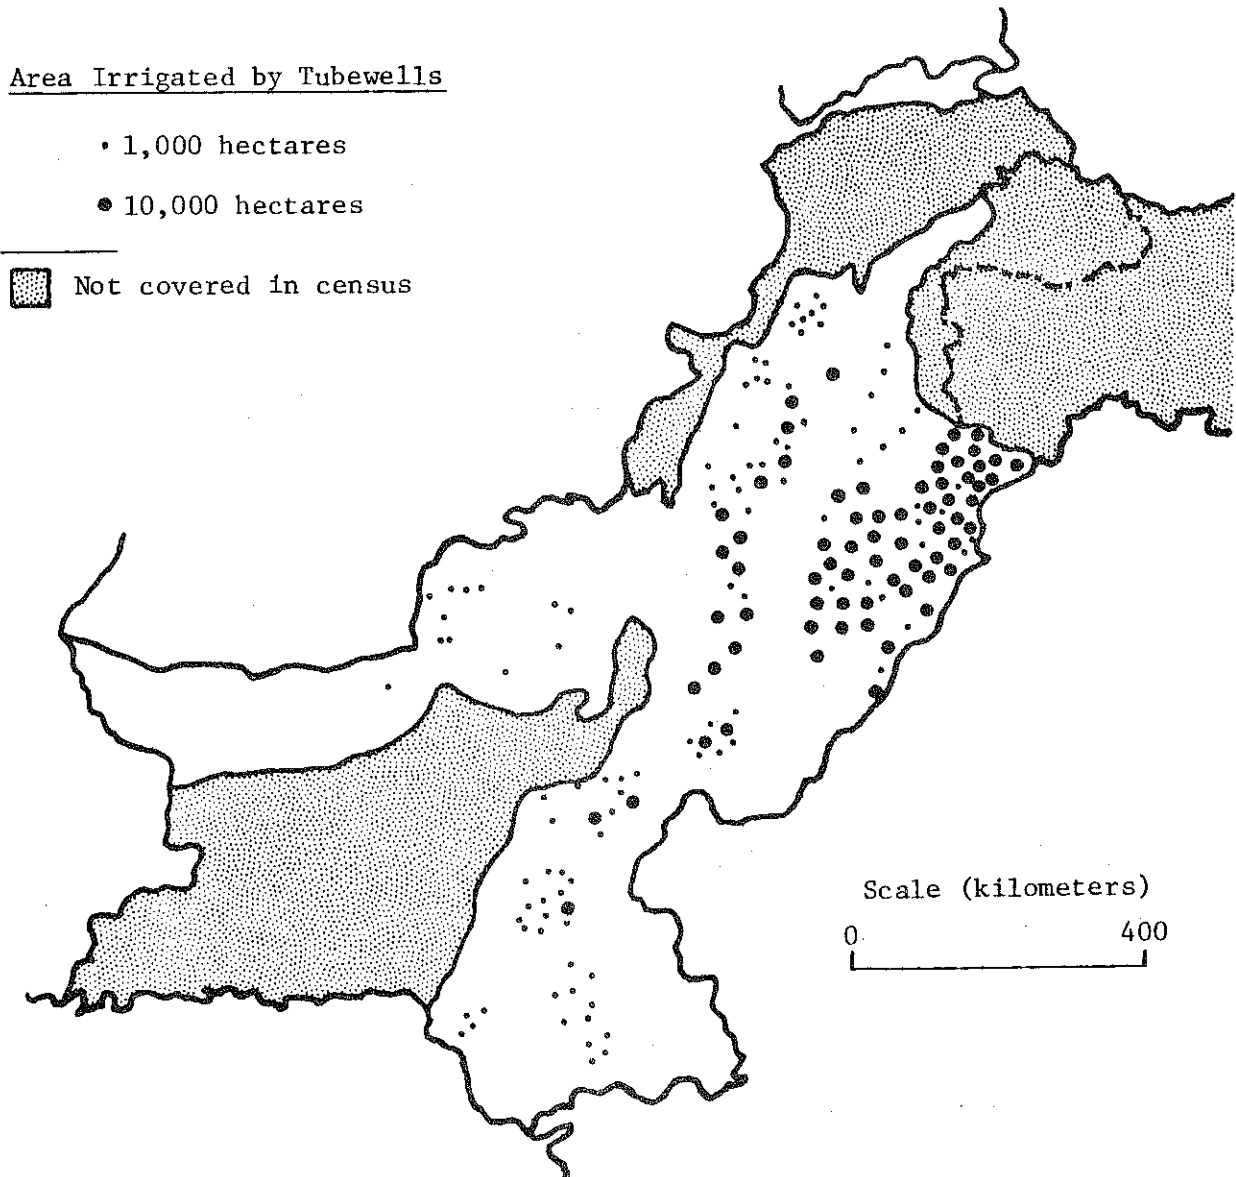 Area Irrigated by Tubewells
1,000 hectares
10,000 hectares
Not covered in census
Scale (kilometers)
0 400